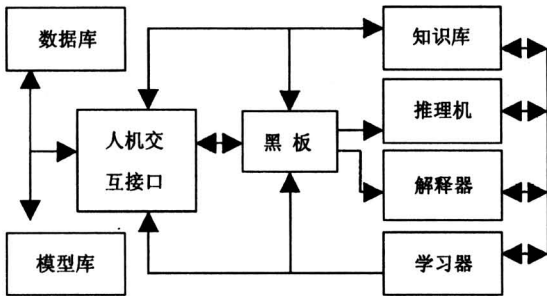 数据库
知识库
人机交
互接口
黑 板
推理机
解释器
模型库
学习器